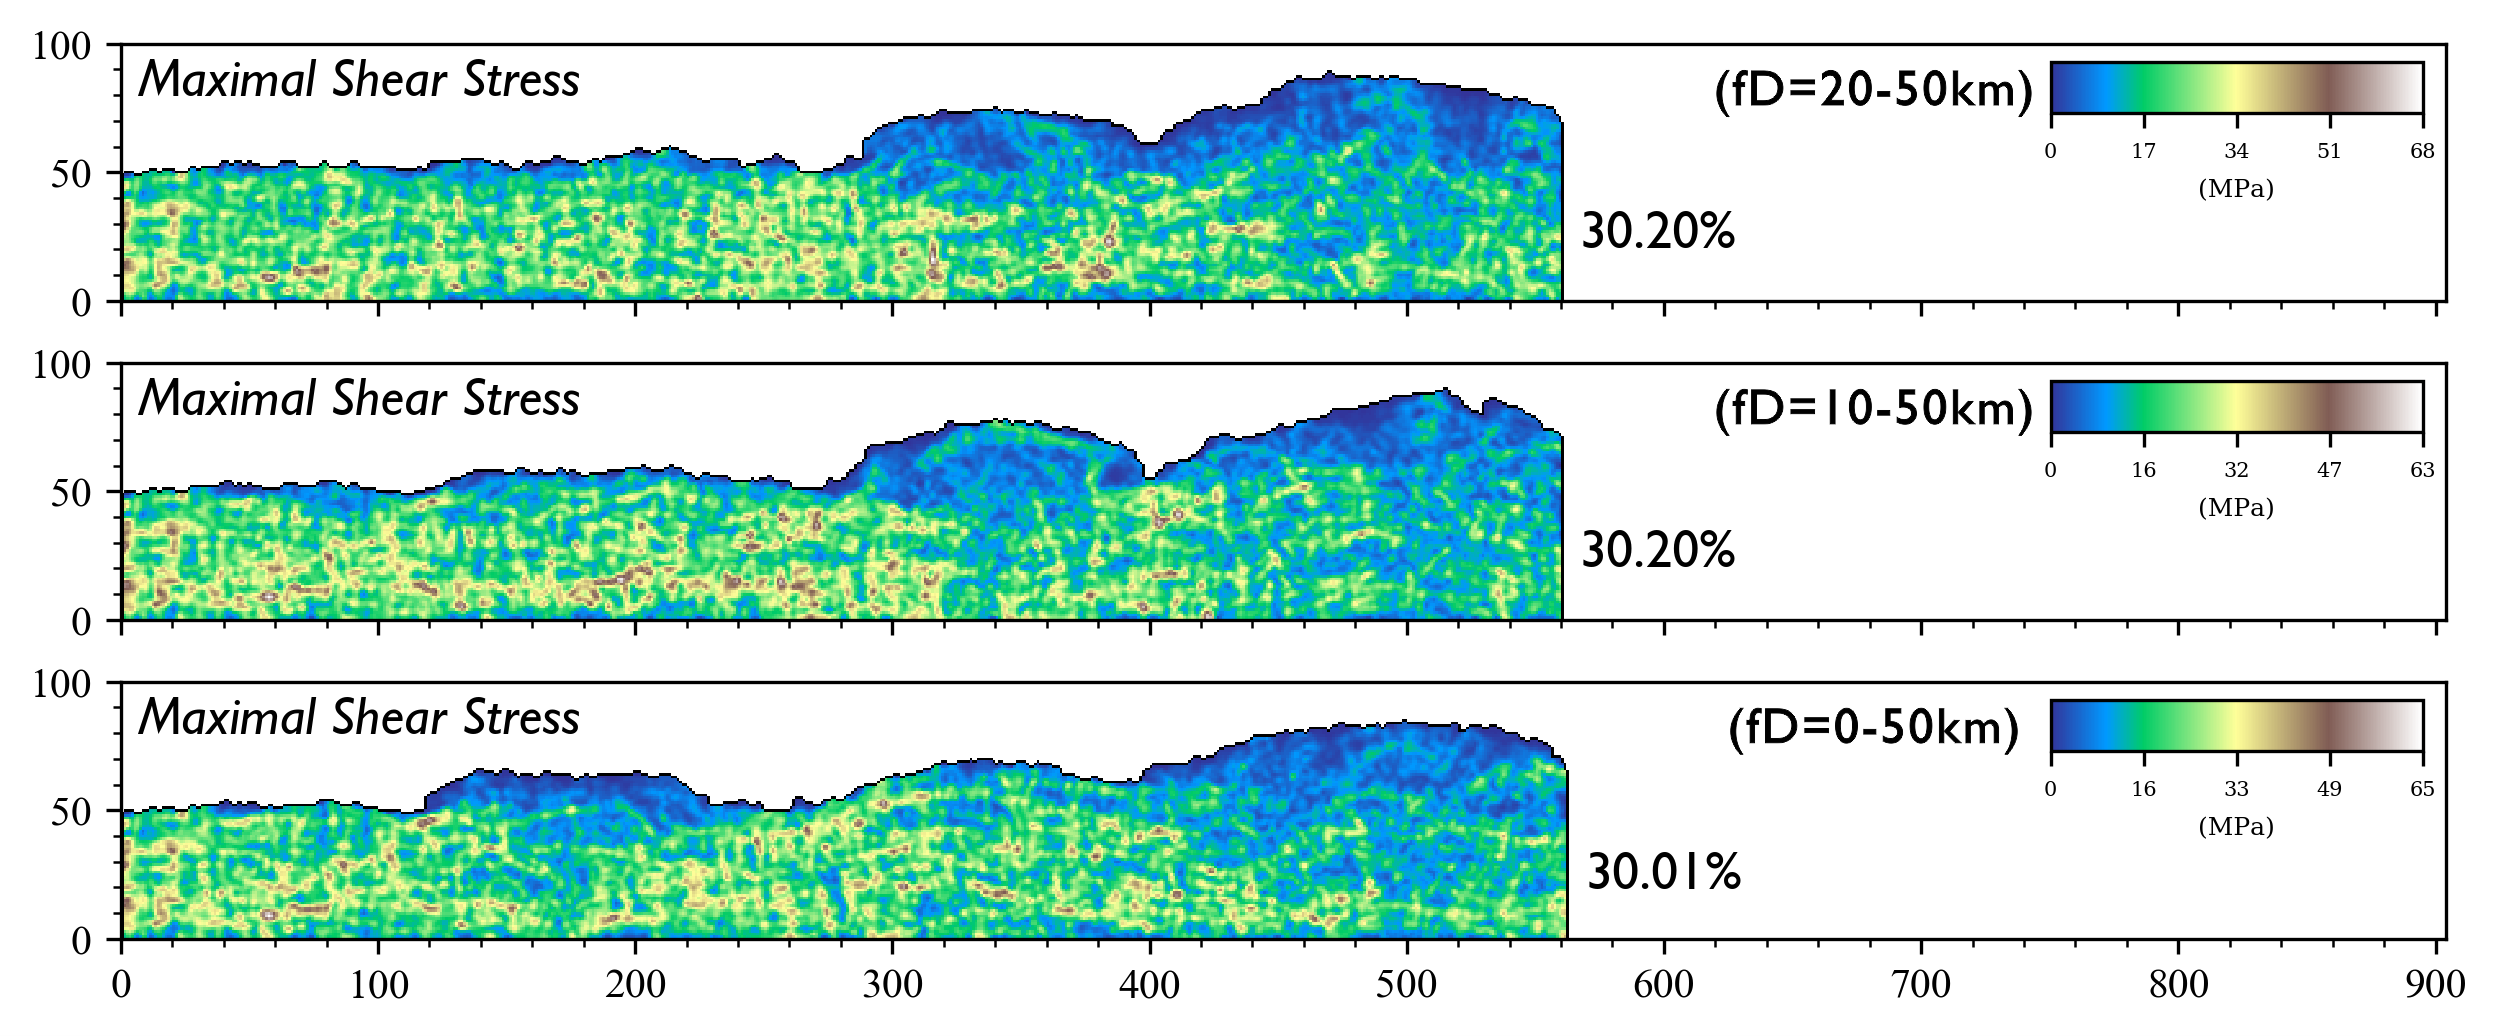 100
Maximal Shear Stress
(fD=20-50km)
0 17 34 51 68
(MPa)
50
30.20%
0
100
Maximal Shear Stress
(fD=10-50km)
0 16 32 47 63
(MPa)
50
30.20%
0
100
Maximal Shear Stress
(fD=0-50km)
0 16 33 49 65
(MPa)
50
30.01%
0
0 100 200 300 400 500 600 700 800 900